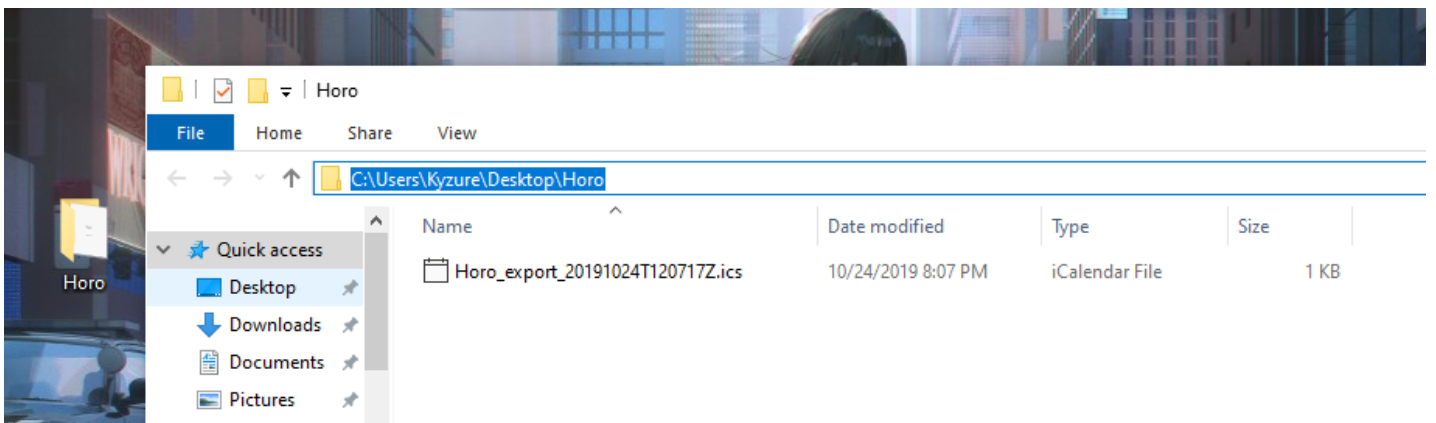 Horo
File Home Share View
C:\Users\Kyzure\Desktop\Horo
Name Date modified Type Size
Quick access
Horo_export_20191024T120717Z.ics 10/24/2019 8:07 PM iCalendar File 1 KB
Horo
Desktop
Downloads
Documents
Pictures